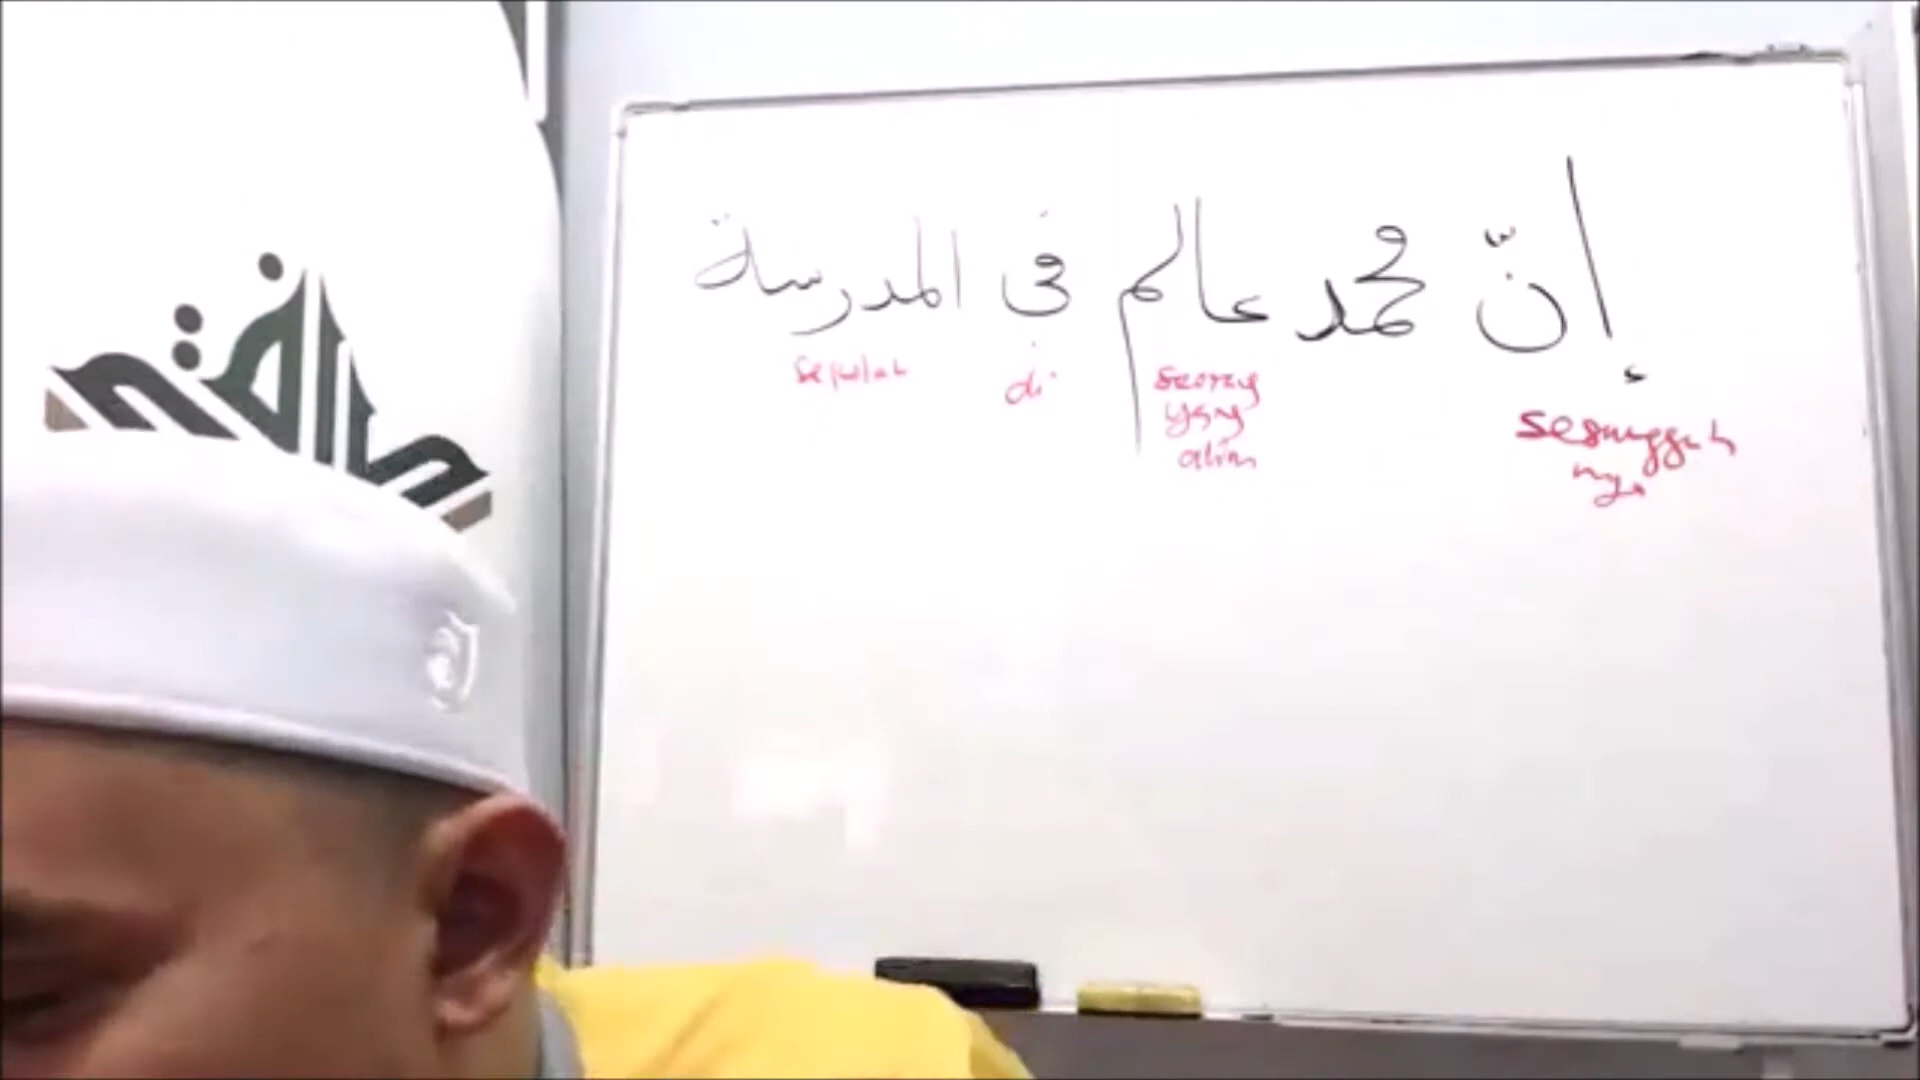 إنّ محمد عالم في المدرسة
sekolah di seorang yang alim sesungguhnya